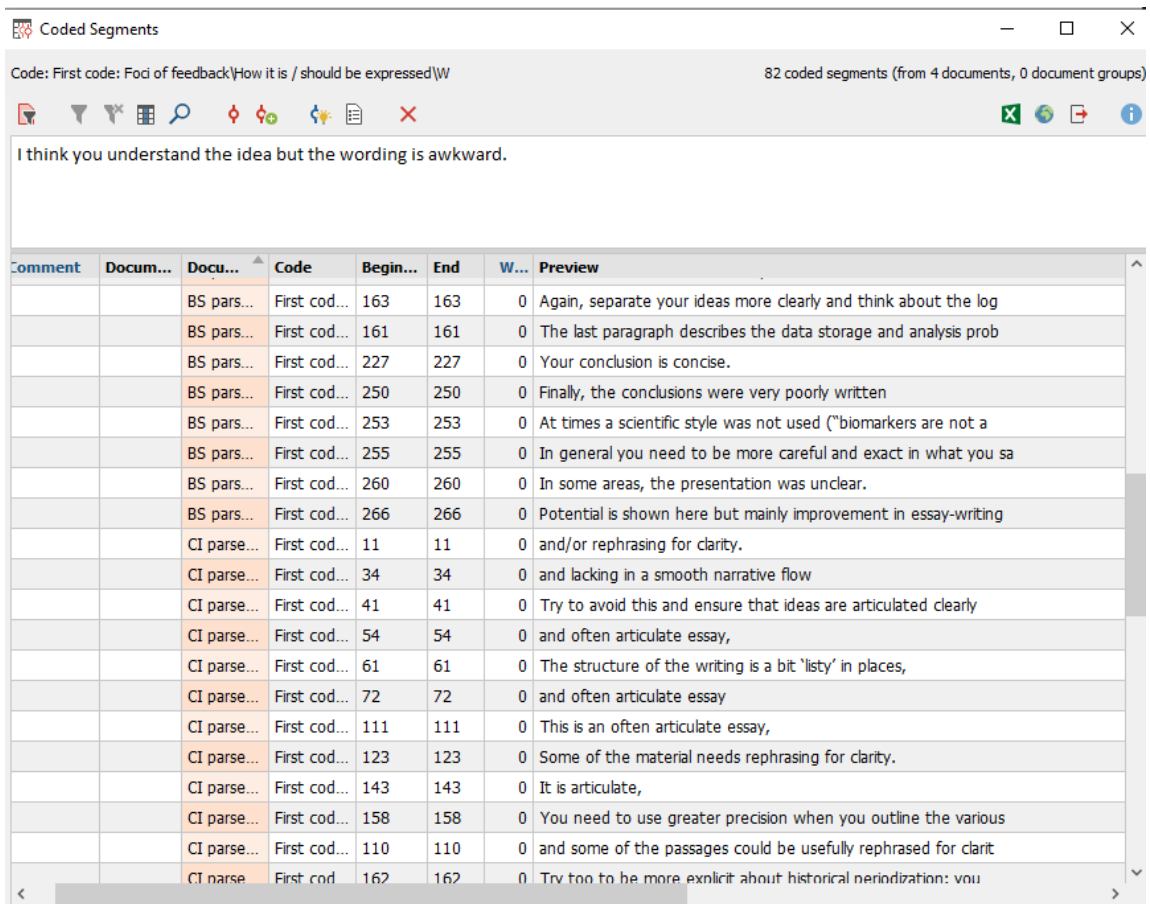 Coded Segments
Code: First code: Foci of feedback\How it is / should be expressed\W 82 coded segments (from 4 documents, 0 document groups)
I think you understand the idea but the wording is awkward.
Comment Docum... Docu... Code Begin... End W... Preview
BS pars... First cod... 163 163 0 Again, separate your ideas more clearly and think about the log
BS pars... First cod... 161 161 0 The last paragraph describes the data storage and analysis prob
BS pars... First cod... 227 227 0 Your conclusion is concise.
BS pars... First cod... 250 250 0 Finally, the conclusions were very poorly written
BS pars... First cod... 253 253 0 At times a scientific style was not used ("biomarkers are not a
BS pars... First cod... 255 255 0 In general you need to be more careful and exact in what you sa
BS pars... First cod... 260 260 0 In some areas, the presentation was unclear.
BS pars... First cod... 266 266 0 Potential is shown here but mainly improvement in essay-writing
CI parse... First cod... 11 11 0 and/or rephrasing for clarity.
CI parse... First cod... 34 34 0 and lacking in a smooth narrative flow
CI parse... First cod... 41 41 0 Try to avoid this and ensure that ideas are articulated clearly
CI parse... First cod... 54 54 0 and often articulate essay,
CI parse... First cod... 61 61 0 The structure of the writing is a bit 'listy' in places,
CI parse... First cod... 72 72 0 and often articulate essay
CI parse... First cod... 111 111 0 This is an often articulate essay,
CI parse... First cod... 123 123 0 Some of the material needs rephrasing for clarity.
CI parse... First cod... 143 143 0 It is articulate,
CI parse... First cod... 158 158 0 You need to use greater precision when you outline the various
CI parse... First cod... 110 110 0 and some of the passages could be usefully rephrased for clarit
CI parse First cod 162 162 0 Try too to be more explicit about historical periodization; you